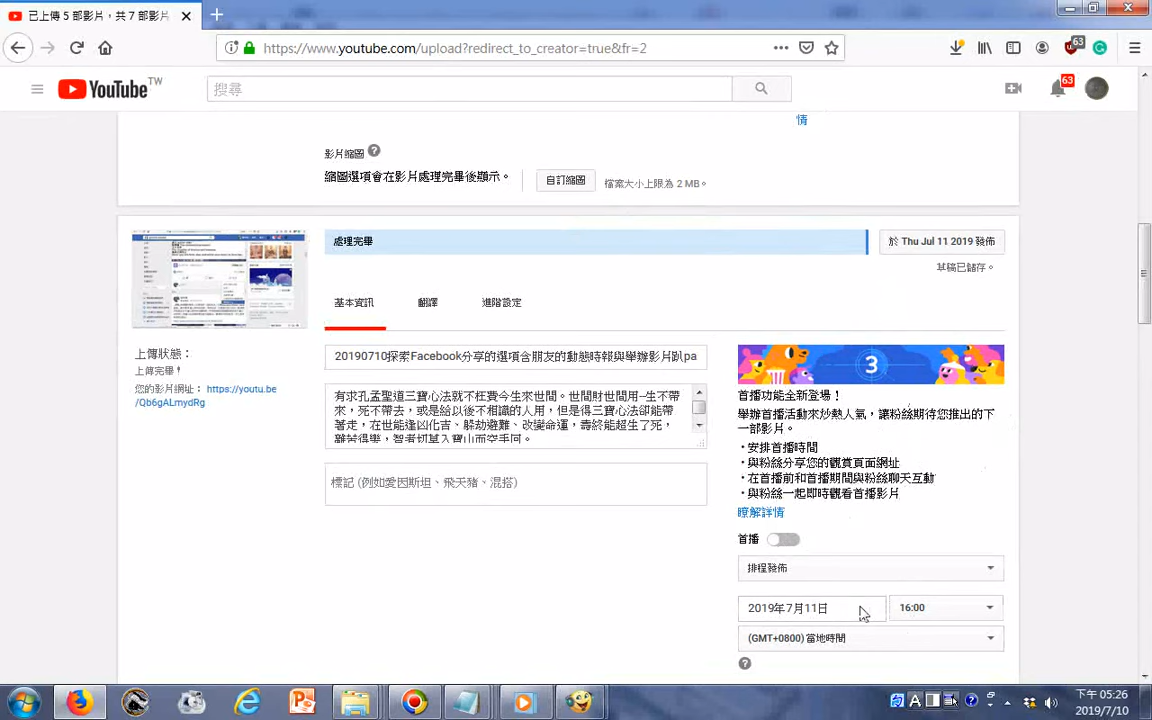 已上傳 5 部影片，共 7 部影片
https://www.youtube.com/upload?redirect_to_creator=true&fr=2
63
YouTube TW
搜尋
63
情
影片縮圖
縮圖選項會在影片處理完畢後顯示。
自訂縮圖
檔案大小上限為 2 MB。
處理完畢
於 Thu Jul 11 2019 發佈
草稿已儲存。
基本資訊
翻譯
進階設定
上傳狀態：
上傳完畢！
您的影片網址： https://youtu.be
/Qb6gALmydRg
20190710探索Facebook分享的選項含朋友的動態時報與舉辦影片趴pa
有求孔孟聖道三寶心法就不枉費今生來世間。世間財世間用─生不帶
來，死不帶去，或是給以後不相識的人用，但是得三寶心法卻能帶
著走，在世能逢凶化吉、躲劫避難、改變命運，壽終能超生了死，
離苦得樂，智者切莫入寶山而空手回。
標記 (例如愛因斯坦、飛天豬、混搭)
3
首播功能全新登場！
舉辦首播活動來炒熱人氣，讓粉絲期待您推出的下
一部影片。
・安排首播時間
・與粉絲分享您的觀賞頁面網址
・在首播前和首播期間與粉絲聊天互動
・與粉絲一起即時觀看首播影片
瞭解詳情
首播
排程發佈
2019年7月11日
16:00
(GMT+0800) 當地時間
下午 05:26
2019/7/10